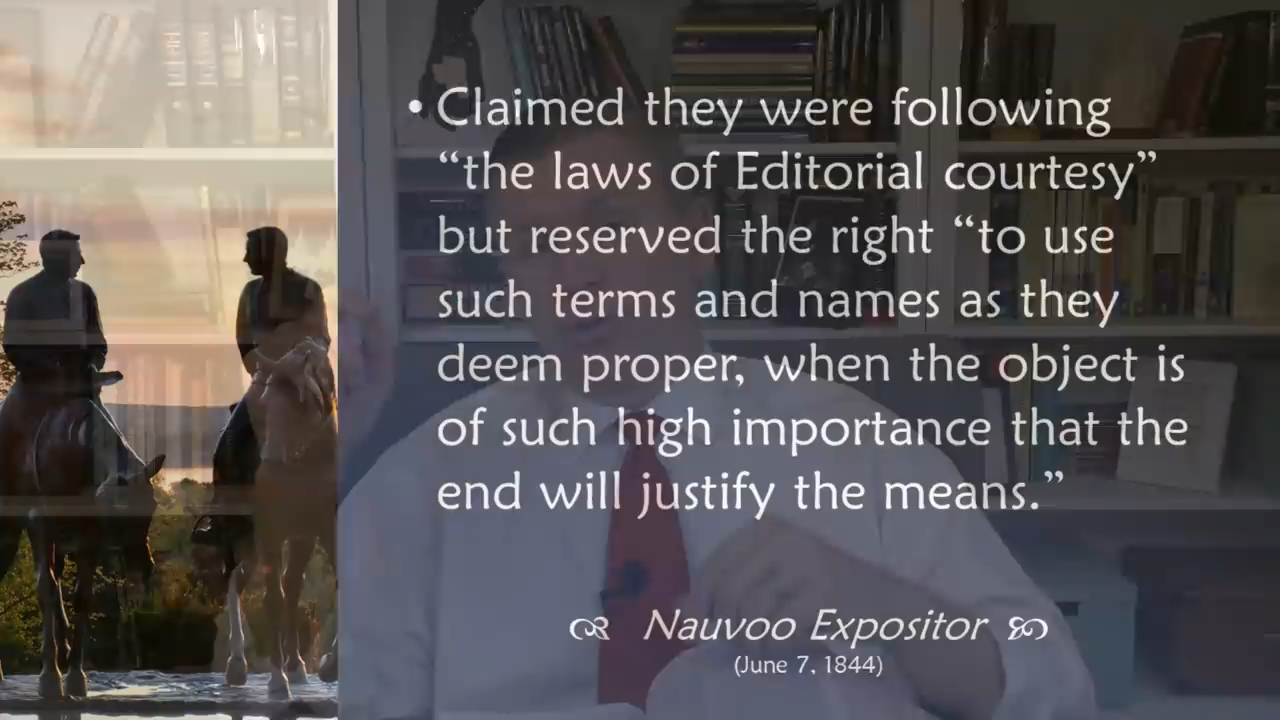 • Claimed they were following
“the laws of Editorial courtesy”
but reserved the right “to use
such terms and names as they
deem proper, when the object is
of such high importance that the
end will justify the means.”
Nauvoo Expositor
(June 7, 1844)